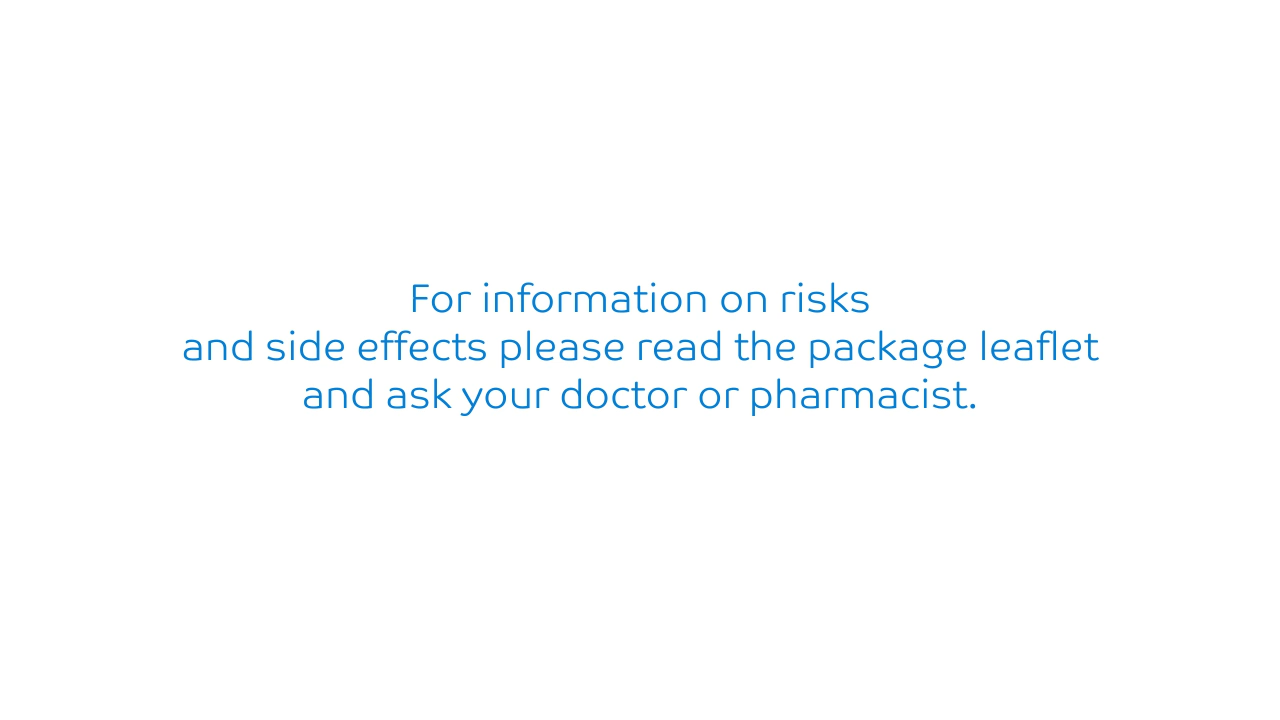 For information on risks
and side effects please read the package leaflet
and ask your doctor or pharmacist.